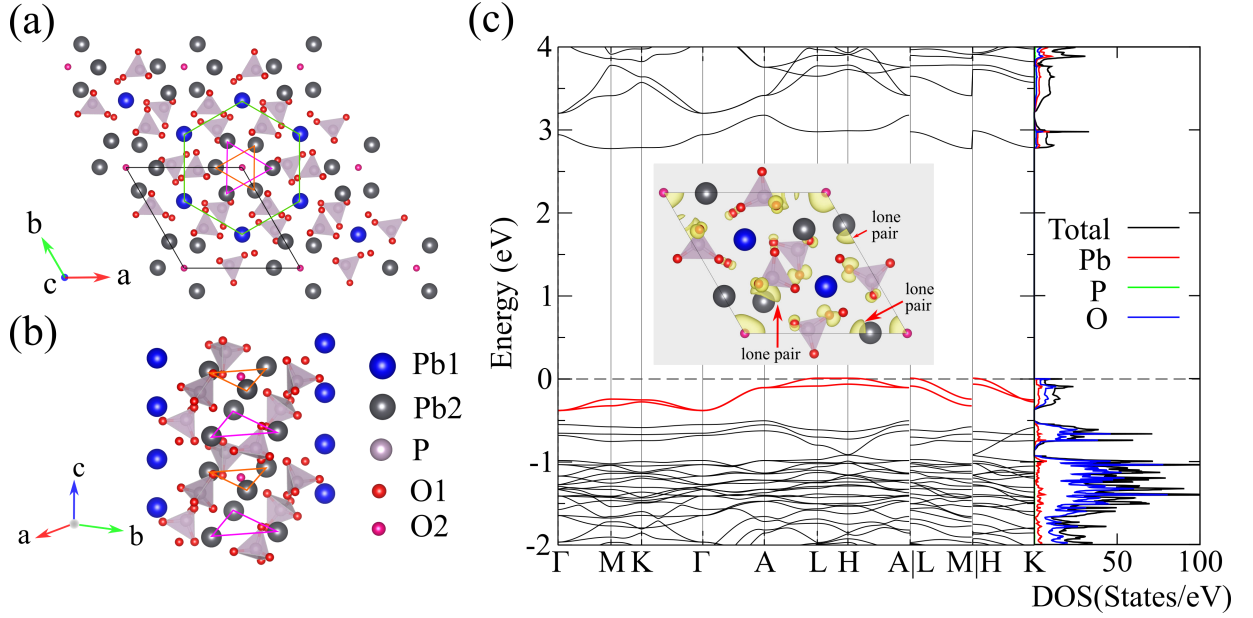 (a)
b
c
a
(b)
c
a
b
Pb1
Pb2
P
O1
O2
(c)
Energy (eV)
4
3
2
1
0
-1
-2
lone
pair
lone
pair
lone pair
Total
Pb
P
O
Γ M K Γ A L H A|L M|H K
50 100
DOS(States/eV)